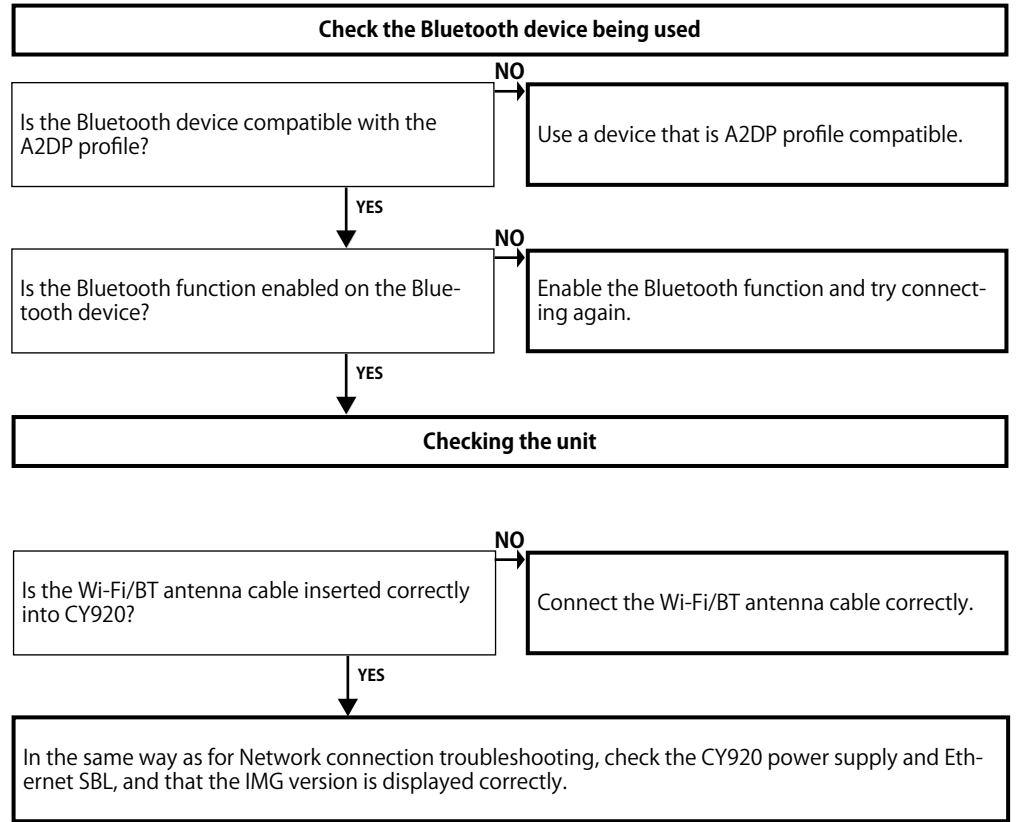 Check the Bluetooth device being used
NO
Is the Bluetooth device compatible with the
A2DP profile?
Use a device that is A2DP profile compatible.
YES
NO
Is the Bluetooth function enabled on the Blue-
tooth device?
Enable the Bluetooth function and try connect-
ing again.
YES
Checking the unit
NO
Is the Wi-Fi/BT antenna cable inserted correctly
into CY920?
Connect the Wi-Fi/BT antenna cable correctly.
YES
In the same way as for Network connection troubleshooting, check the CY920 power supply and Eth-
ernet SBL, and that the IMG version is displayed correctly.